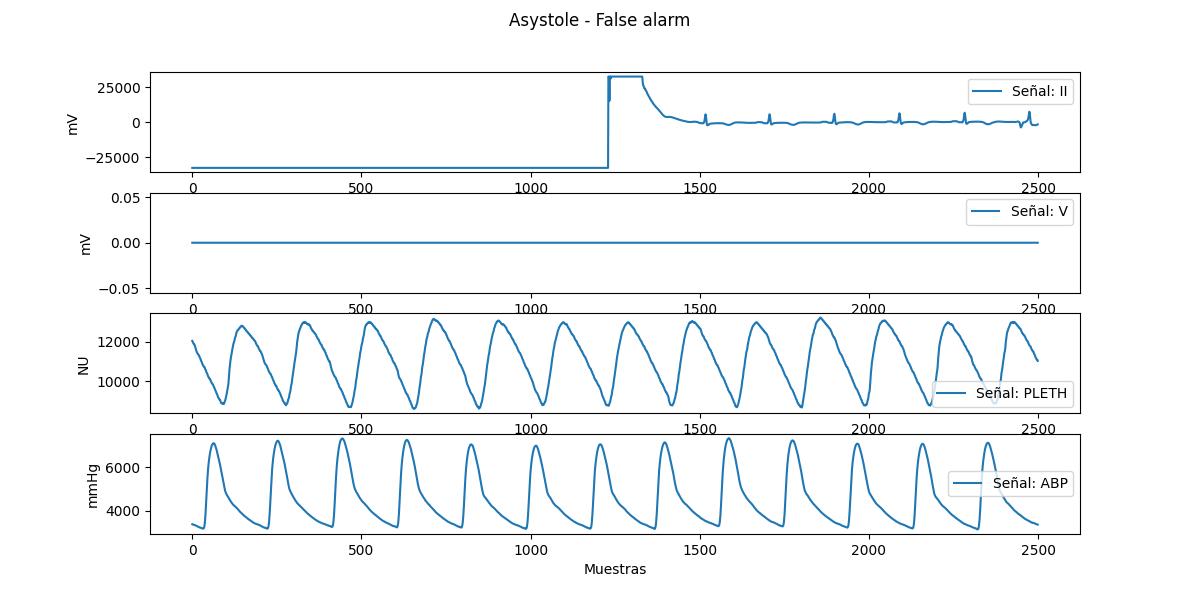 Asystole - False alarm
25000
0
−25000
mV
Señal: II
0 500 1000 1500 2000 2500
0.05
0.00
−0.05
mV
Señal: V
0 500 1000 1500 2000 2500
12000
10000
NU
Señal: PLETH
0 500 1000 1500 2000 2500
6000
4000
mmHg
Señal: ABP
0 500 1000 1500 2000 2500
Muestras